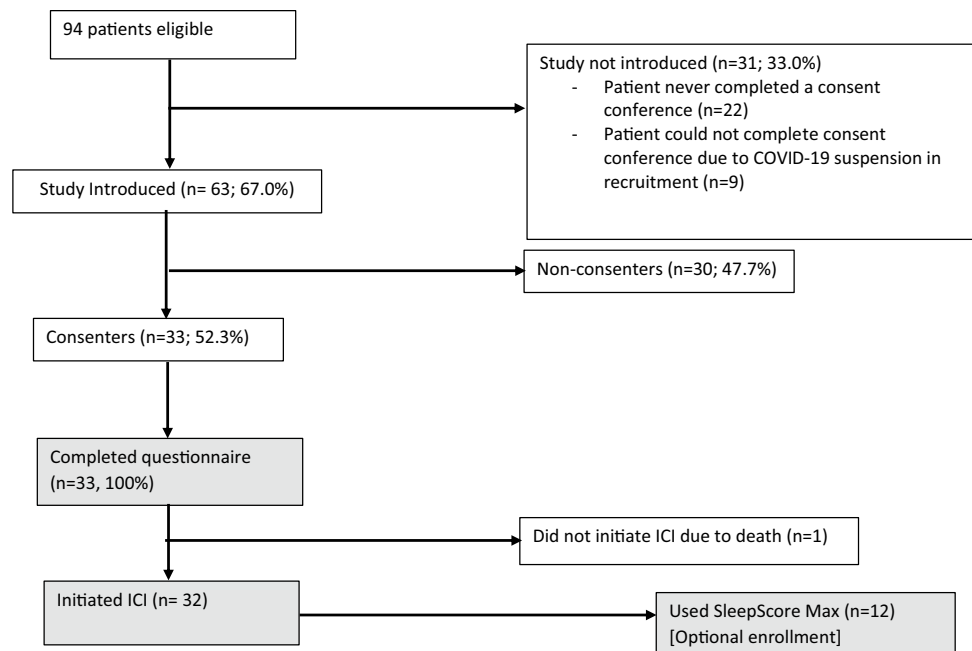 94 patients eligible
Study not introduced (n=31; 33.0%)
- Patient never completed a consent
conference (n=22)
- Patient could not complete consent
conference due to COVID-19 suspension in
recruitment (n=9)
Study Introduced (n= 63; 67.0%)
Non-consenters (n=30; 47.7%)
Consenters (n=33; 52.3%)
Completed questionnaire
(n=33, 100%)
Did not initiate ICI due to death (n=1)
Initiated ICI (n= 32)
Used SleepScore Max (n=12)
[Optional enrollment]